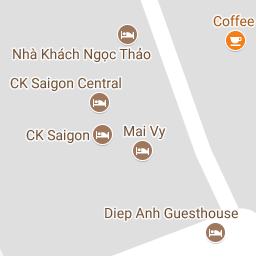 Coffee
Nhà Khách Ngọc Thảo
CK Saigon Central
CK Saigon
Mai Vy
Diep Anh Guesthouse